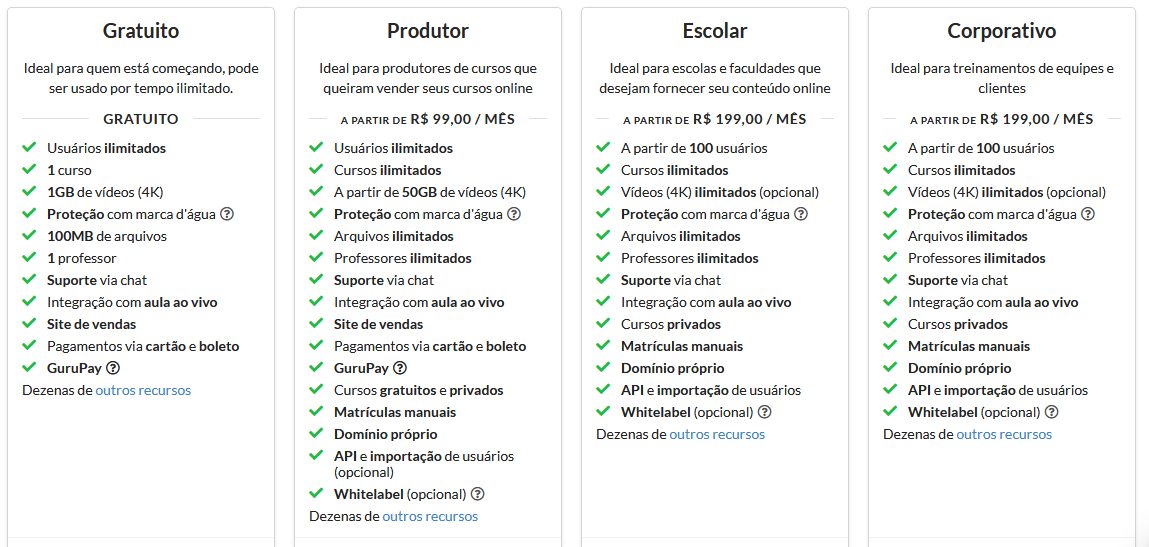 Gratuito
Ideal para quem está começando, pode
ser usado por tempo ilimitado.
GRATUITO
Usuários ilimitados
1 curso
1GB de vídeos (4K)
Proteção com marca d'água ?
100MB de arquivos
1 professor
Suporte via chat
Integração com aula ao vivo
Site de vendas
Pagamentos via cartão e boleto
GuruPay ?
Dezenas de outros recursos
Produtor
Ideal para produtores de cursos que
queiram vender seus cursos online
A PARTIR DE R$ 99,00 / MÊS
Usuários ilimitados
Cursos ilimitados
A partir de 50GB de vídeos (4K)
Proteção com marca d'água ?
Arquivos ilimitados
Professores ilimitados
Suporte via chat
Integração com aula ao vivo
Site de vendas
Pagamentos via cartão e boleto
GuruPay ?
Cursos gratuitos e privados
Matrículas manuais
Domínio próprio
API e importação de usuários
(opcional)
Whitelabel (opcional) ?
Dezenas de outros recursos
Escolar
Ideal para escolas e faculdades que
desejam fornecer seu conteúdo online
A PARTIR DE R$ 199,00 / MÊS
A partir de 100 usuários
Cursos ilimitados
Vídeos (4K) ilimitados (opcional)
Proteção com marca d'água ?
Arquivos ilimitados
Professores ilimitados
Suporte via chat
Integração com aula ao vivo
Cursos privados
Matrículas manuais
Domínio próprio
API e importação de usuários
Whitelabel (opcional) ?
Dezenas de outros recursos
Corporativo
Ideal para treinamentos de equipes e
clientes
A PARTIR DE R$ 199,00 / MÊS
A partir de 100 usuários
Cursos ilimitados
Vídeos (4K) ilimitados (opcional)
Proteção com marca d'água ?
Arquivos ilimitados
Professores ilimitados
Suporte via chat
Integração com aula ao vivo
Cursos privados
Matrículas manuais
Domínio próprio
API e importação de usuários
Whitelabel (opcional) ?
Dezenas de outros recursos